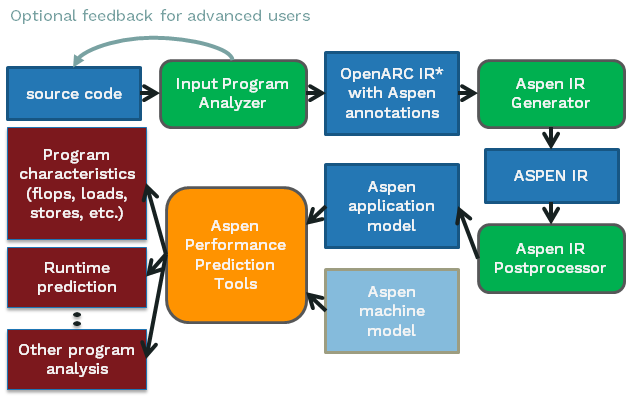 Optional feedback for advanced users
source code
Input Program
Analyzer
OpenARC IR*
with Aspen
annotations
Aspen IR
Generator
ASPEN IR
Aspen IR
Postprocessor
Aspen
application
model
Aspen
machine
model
Aspen
Performance
Prediction
Tools
Program
characteristics
(flops, loads,
stores, etc.)
Runtime
prediction
Other program
analysis